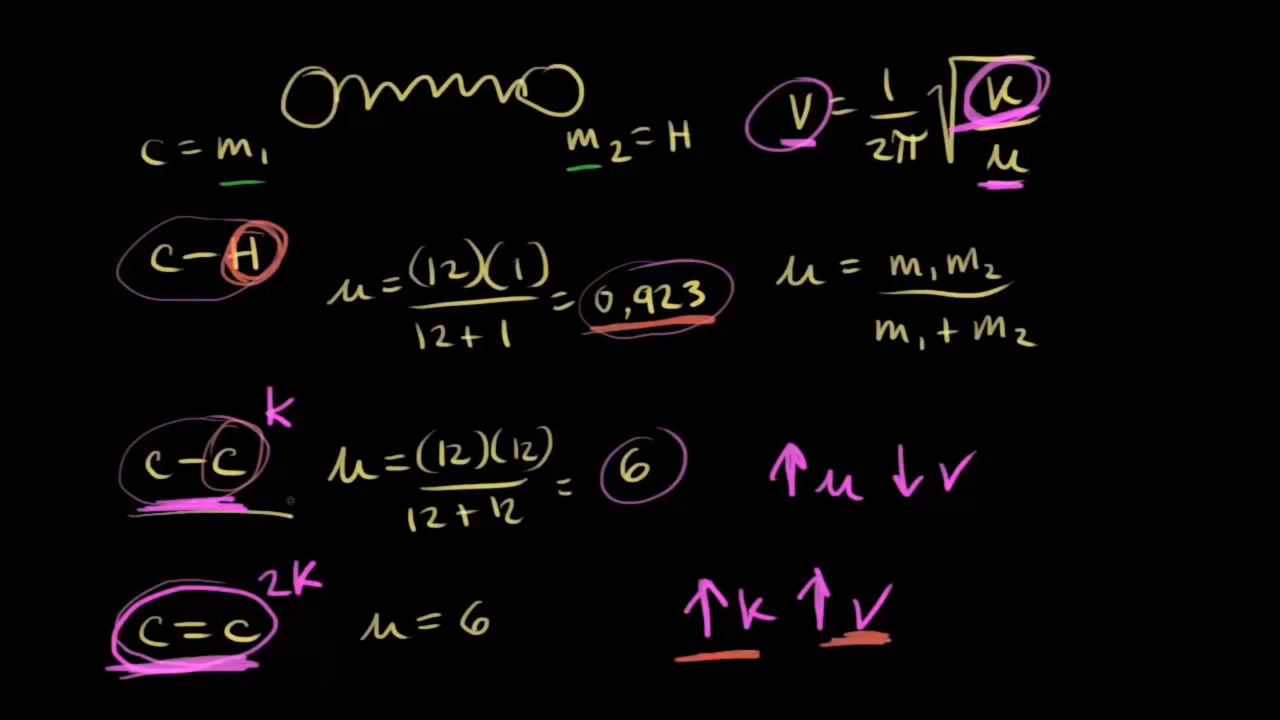 C = m₁
m₂ = H
ν = 1/2π √(k/μ)
C – H
μ = (12)(1)/12+1 = 0,923
μ = m₁m₂/m₁+m₂
C – C k
μ = (12)(12)/12+12 = 6
↑μ ↓ν
C = C 2k
μ = 6
↑k ↑ν